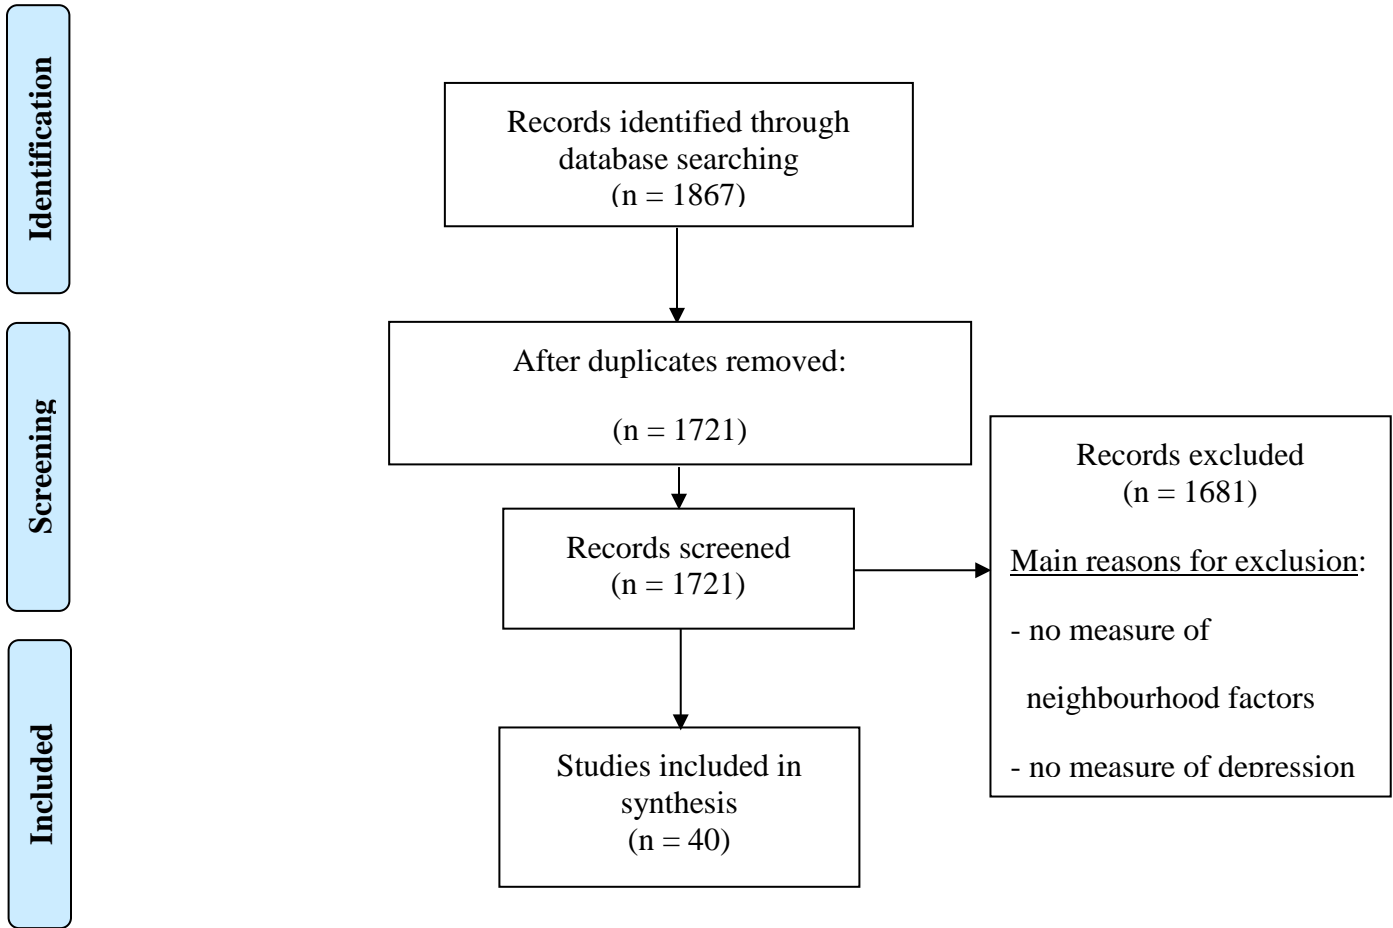 Identification
Records identified through
database searching
(n = 1867)
Screening
After duplicates removed:
(n = 1721)
Records screened
(n = 1721)
Records excluded
(n = 1681)
Main reasons for exclusion:
- no measure of
neighbourhood factors
- no measure of depression
Included
Studies included in
synthesis
(n = 40)